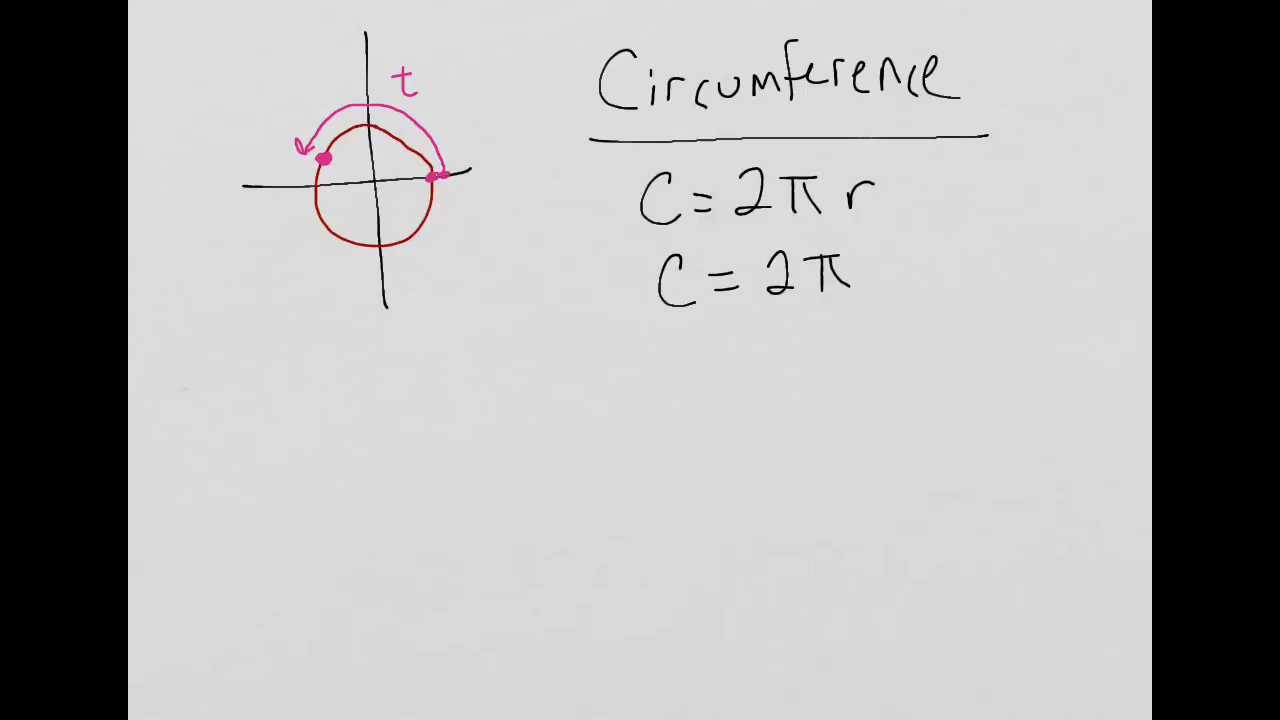 t
Circumference
C = 2π r
C = 2π